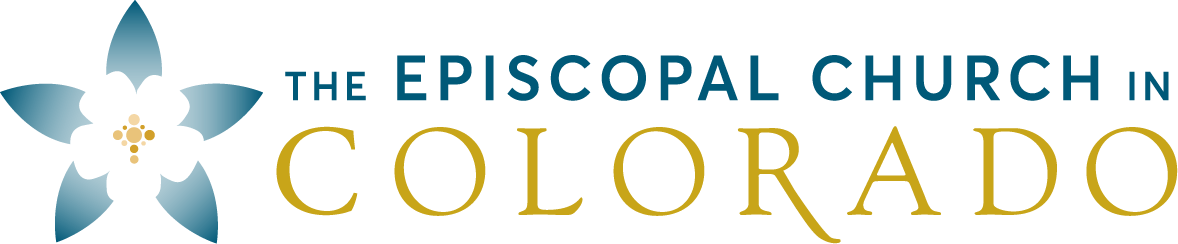 THE EPISCOPAL CHURCH IN
COLORADO